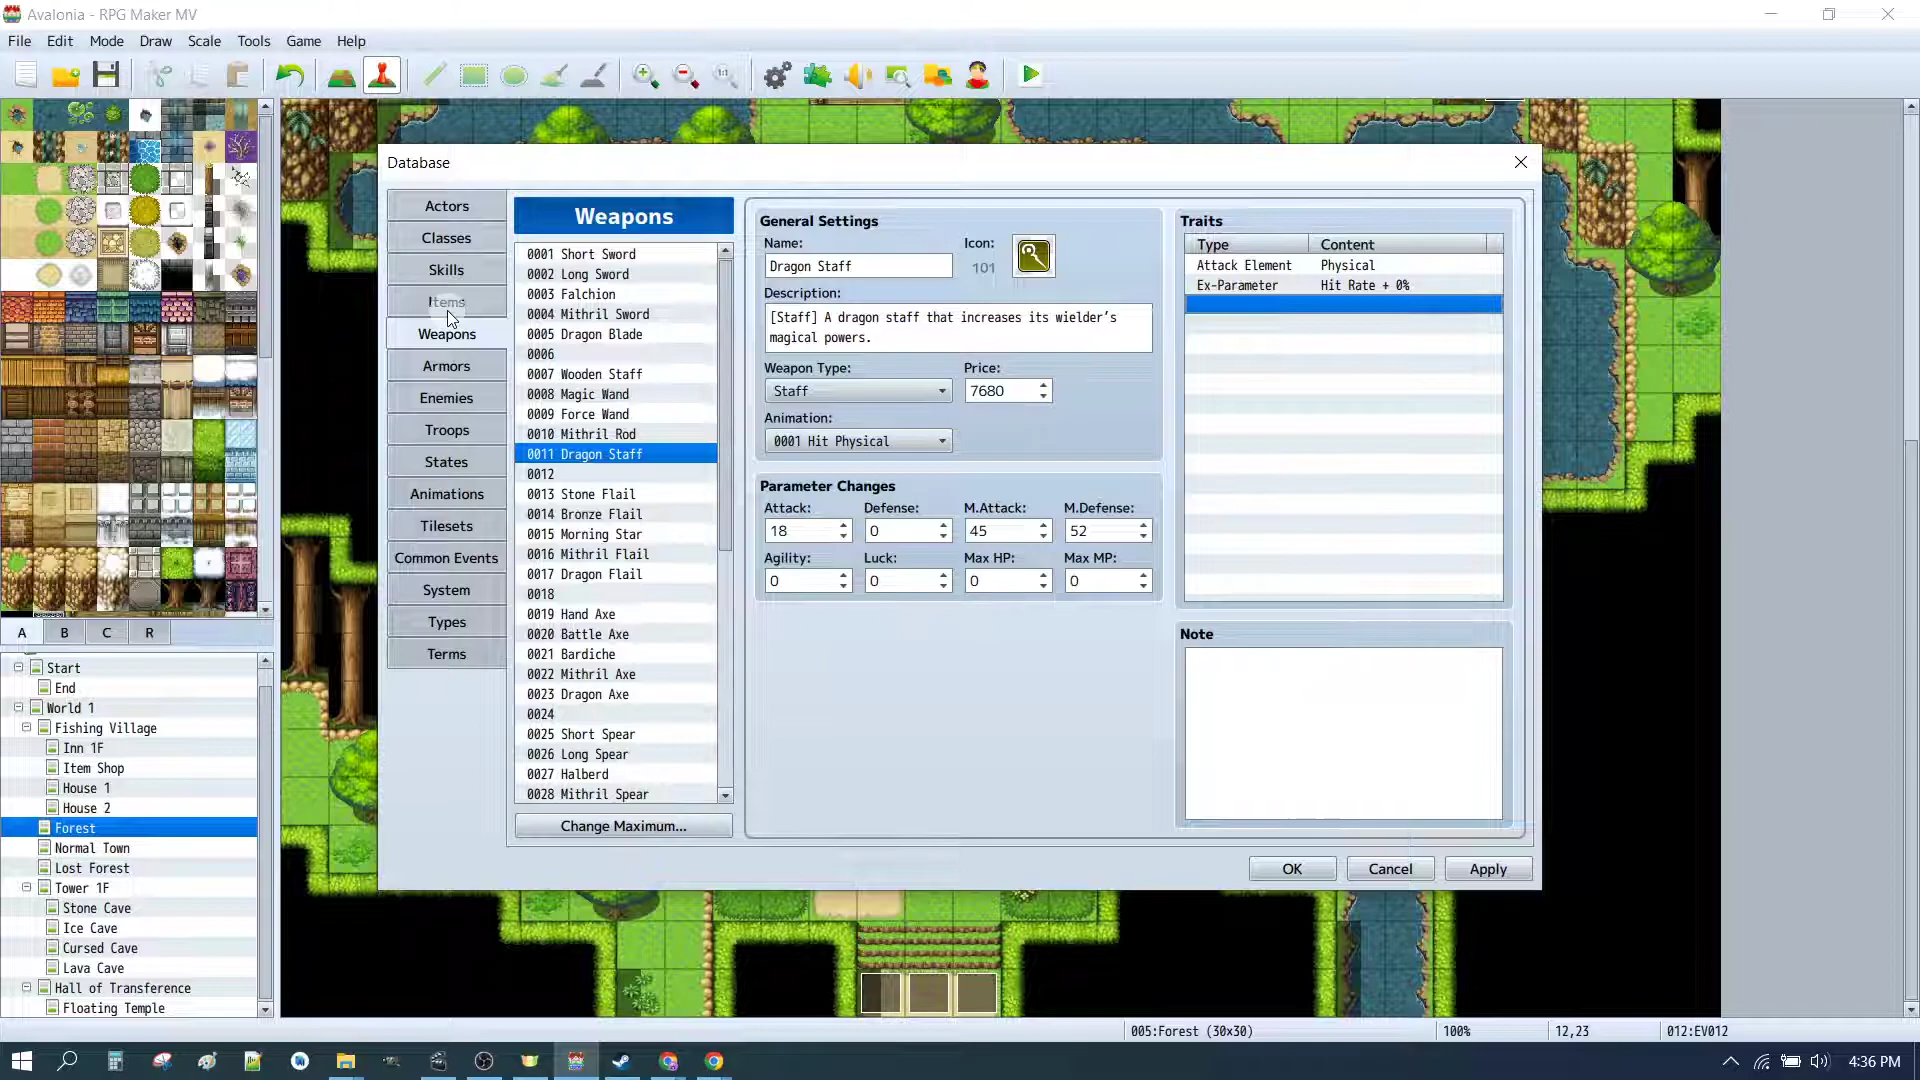 Avalonia - RPG Maker MV
File Edit Mode Draw Scale Tools Game Help
1:1
Database
Actors
Classes
Skills
Items
Weapons
Armors
Enemies
Troops
States
Animations
Tilesets
Common Events
System
Types
Terms
Weapons
0001 Short Sword
0002 Long Sword
0003 Falchion
0004 Mithril Sword
0005 Dragon Blade
0006
0007 Wooden Staff
0008 Magic Wand
0009 Force Wand
0010 Mithril Rod
0011 Dragon Staff
0012
0013 Stone Flail
0014 Bronze Flail
0015 Morning Star
0016 Mithril Flail
0017 Dragon Flail
0018
0019 Hand Axe
0020 Battle Axe
0021 Bardiche
0022 Mithril Axe
0023 Dragon Axe
0024
0025 Short Spear
0026 Long Spear
0027 Halberd
0028 Mithril Spear
Change Maximum...
General Settings
Name: Icon:
Dragon Staff 101
Description:
[Staff] A dragon staff that increases its wielder's
magical powers.
Weapon Type: Price:
Staff 7680
Animation:
0001 Hit Physical
Parameter Changes
Attack: Defense: M.Attack: M.Defense:
18 0 45 52
Agility: Luck: Max HP: Max MP:
0 0 0 0
Traits
Type Content
Attack Element Physical
Ex-Parameter Hit Rate + 0%
Note
OK Cancel Apply
A B C R
Start
End
World 1
Fishing Village
Inn 1F
Item Shop
House 1
House 2
Forest
Normal Town
Lost Forest
Tower 1F
Stone Cave
Ice Cave
Cursed Cave
Lava Cave
Hall of Transference
Floating Temple
005:Forest (30x30) 100% 12,23 012:EV012
4:36 PM